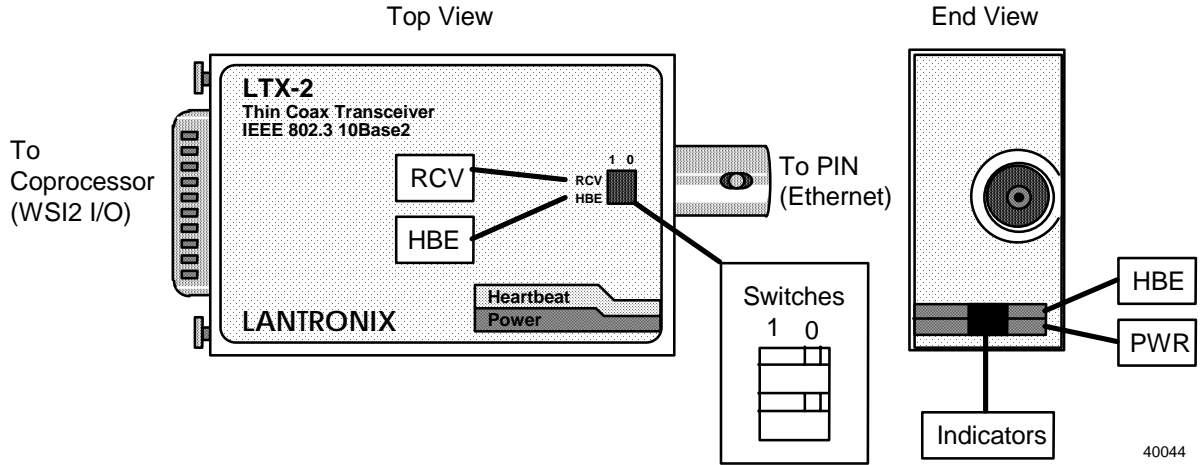 Top View
End View
LTX-2
Thin Coax Transceiver
IEEE 802.3 10Base2
To
Coprocessor
(WSI2 I/O)
RCV
HBE
1 0
RCV
HBE
To PIN
(Ethernet)
Heartbeat
Power
LANTRONIX
Switches
1 0
HBE
PWR
Indicators
40044